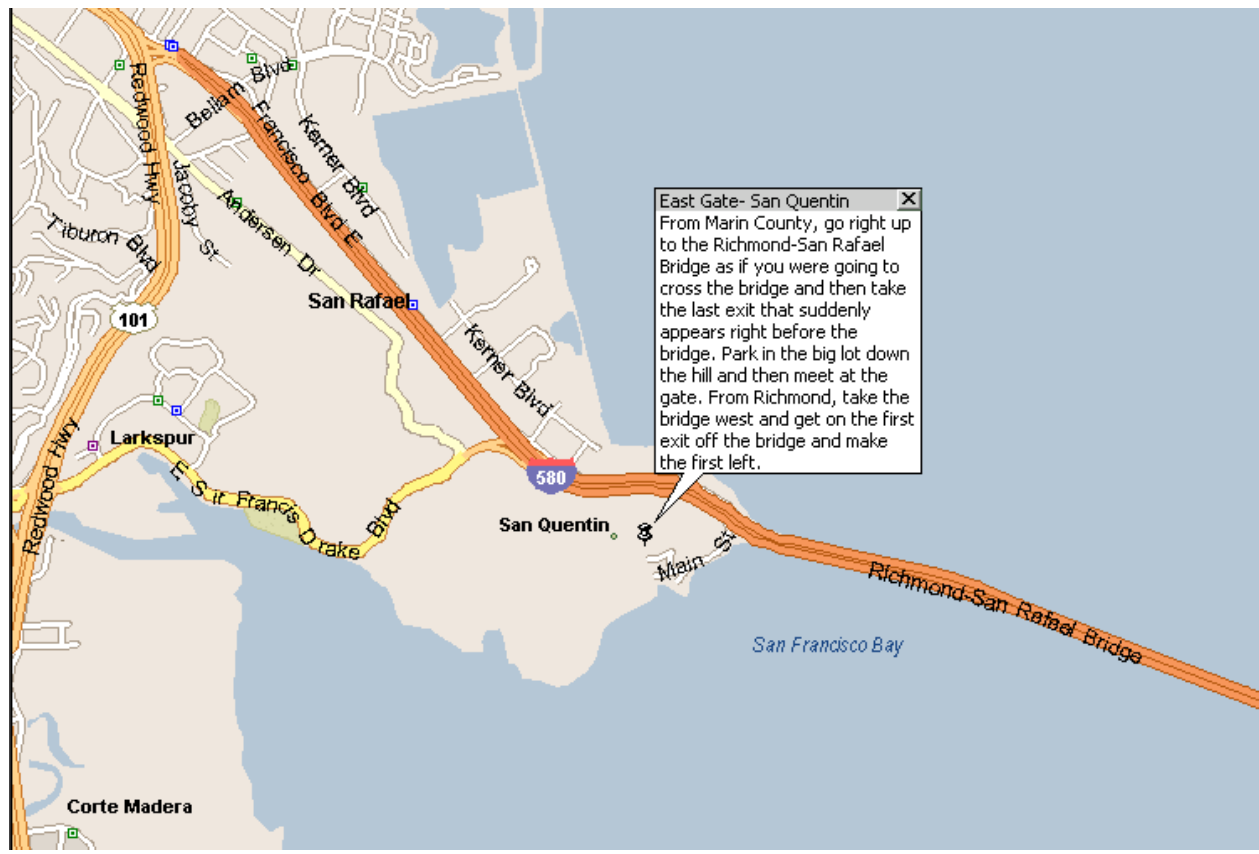 Bellam Blvd
Redwood Hwy
Francisco Blvd E
Kerner Blvd
Jacoby St
Andersen Dr
Tiburon Blvd
East Gate- San Quentin
From Marin County, go right up
to the Richmond-San Rafael
Bridge as if you were going to
cross the bridge and then take
the last exit that suddenly
appears right before the
bridge. Park in the big lot down
the hill and then meet at the
gate. From Richmond, take the
bridge west and get on the first
exit off the bridge and make
the first left.
San Rafael
101
Kerner Blvd
Larkspur
Redwood Hwy
E Sir Francis Drake Blvd
580
San Quentin
Main St
Richmond-San Rafael Bridge
San Francisco Bay
Corte Madera